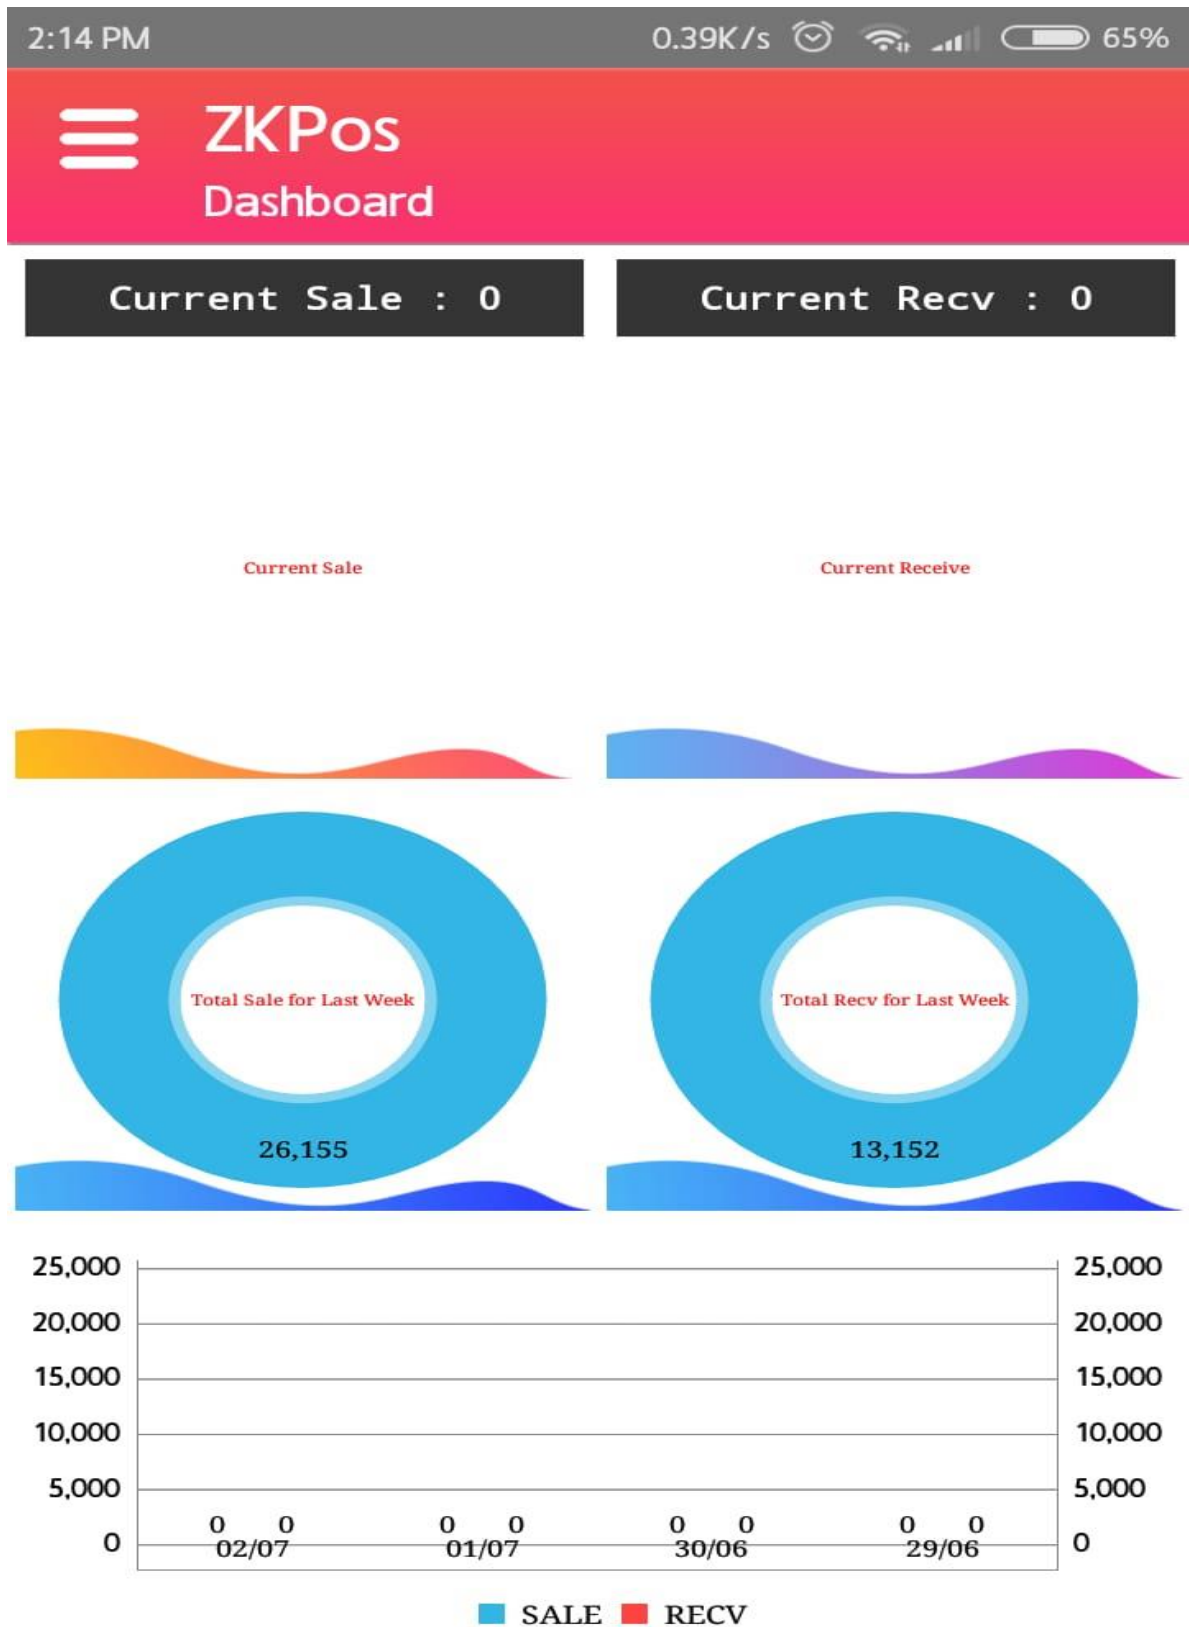 2:14 PM 0.39K/s 65%
ZKPos
Dashboard
Current Sale : 0 Current Recv : 0
Current Sale Current Receive
Total Sale for Last Week Total Recv for Last Week
26,155 13,152
25,000 25,000
20,000 20,000
15,000 15,000
10,000 10,000
5,000 5,000
0 0 0 0 0 0 0 0
0 02/07 01/07 30/06 29/06 0
SALE RECV